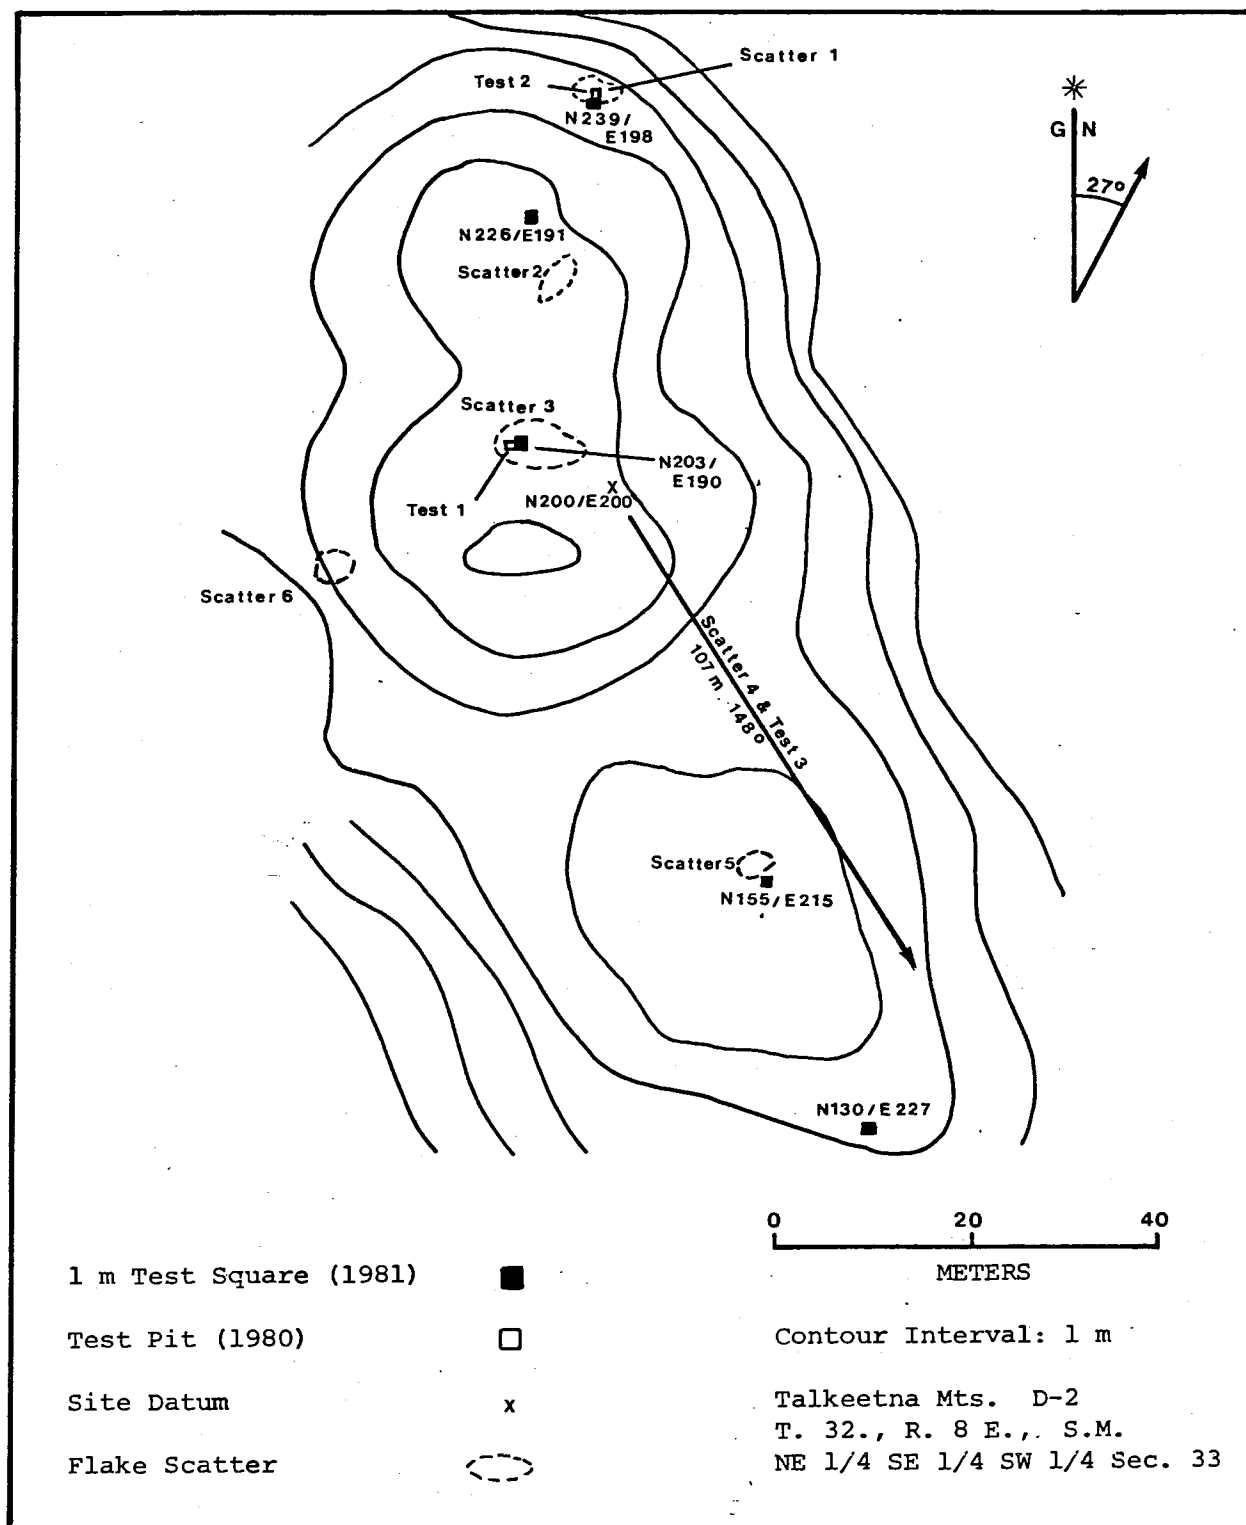 Scatter 1
Test 2
N239/
E198
G N
27°
N226/E191
Scatter 2
Scatter 3
N203/
E190
Test 1
x
N200/E200
Scatter 6
Scatter 4 & Test 3
107 m 148°
Scatter 5
N155/E215
N130/E227
0 20 40
METERS
1 m Test Square (1981)
Test Pit (1980)
Contour Interval: 1 m
Site Datum x
Talkeetna Mts. D-2
T. 32., R. 8 E., S.M.
Flake Scatter
NE 1/4 SE 1/4 SW 1/4 Sec. 33